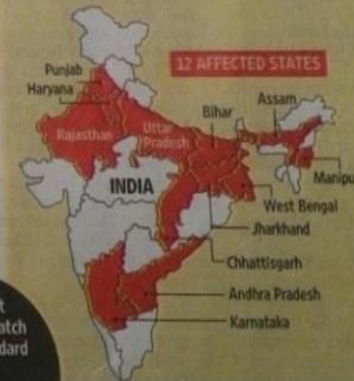 12 AFFECTED STATES
Punjab
Haryana
Rajasthan
Uttar
Pradesh
Bihar
Assam
INDIA
Manipu
West Bengal
Jharkhand
Chhattisgarh
Andhra Pradesh
Karnataka
t
atch
dard